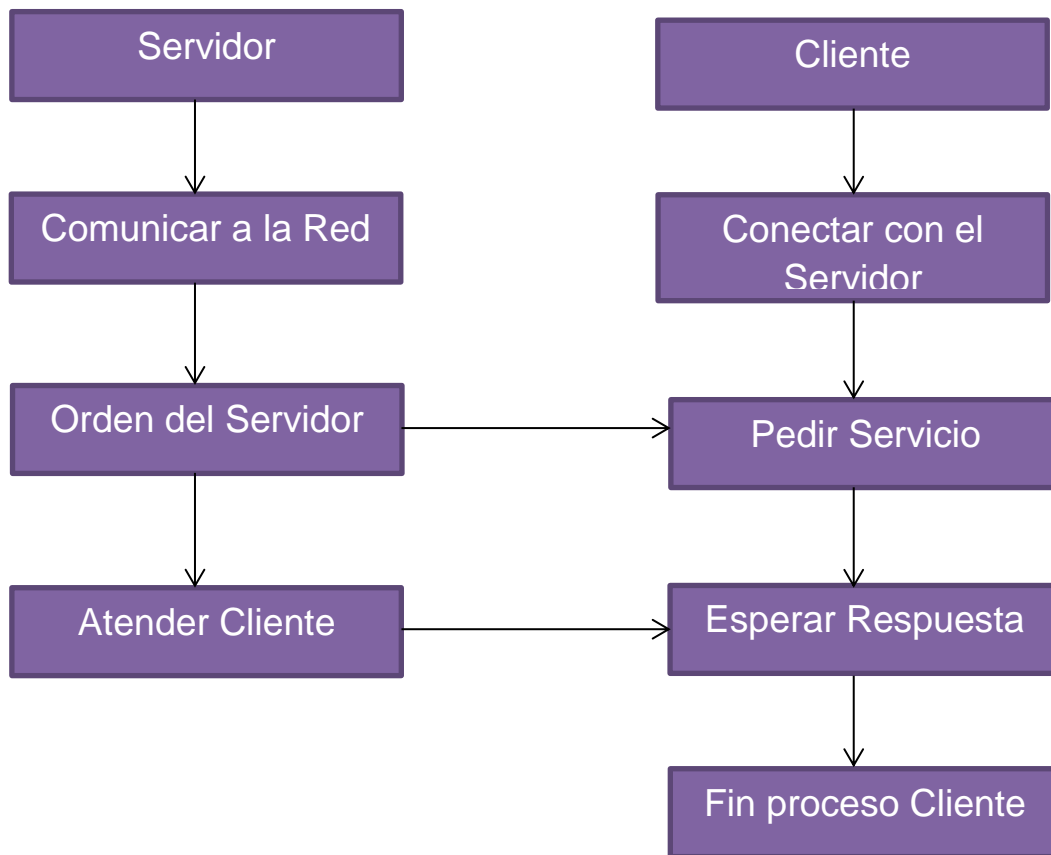 Servidor
Cliente
Comunicar a la Red
Conectar con el
Servidor
Orden del Servidor
Pedir Servicio
Atender Cliente
Esperar Respuesta
Fin proceso Cliente